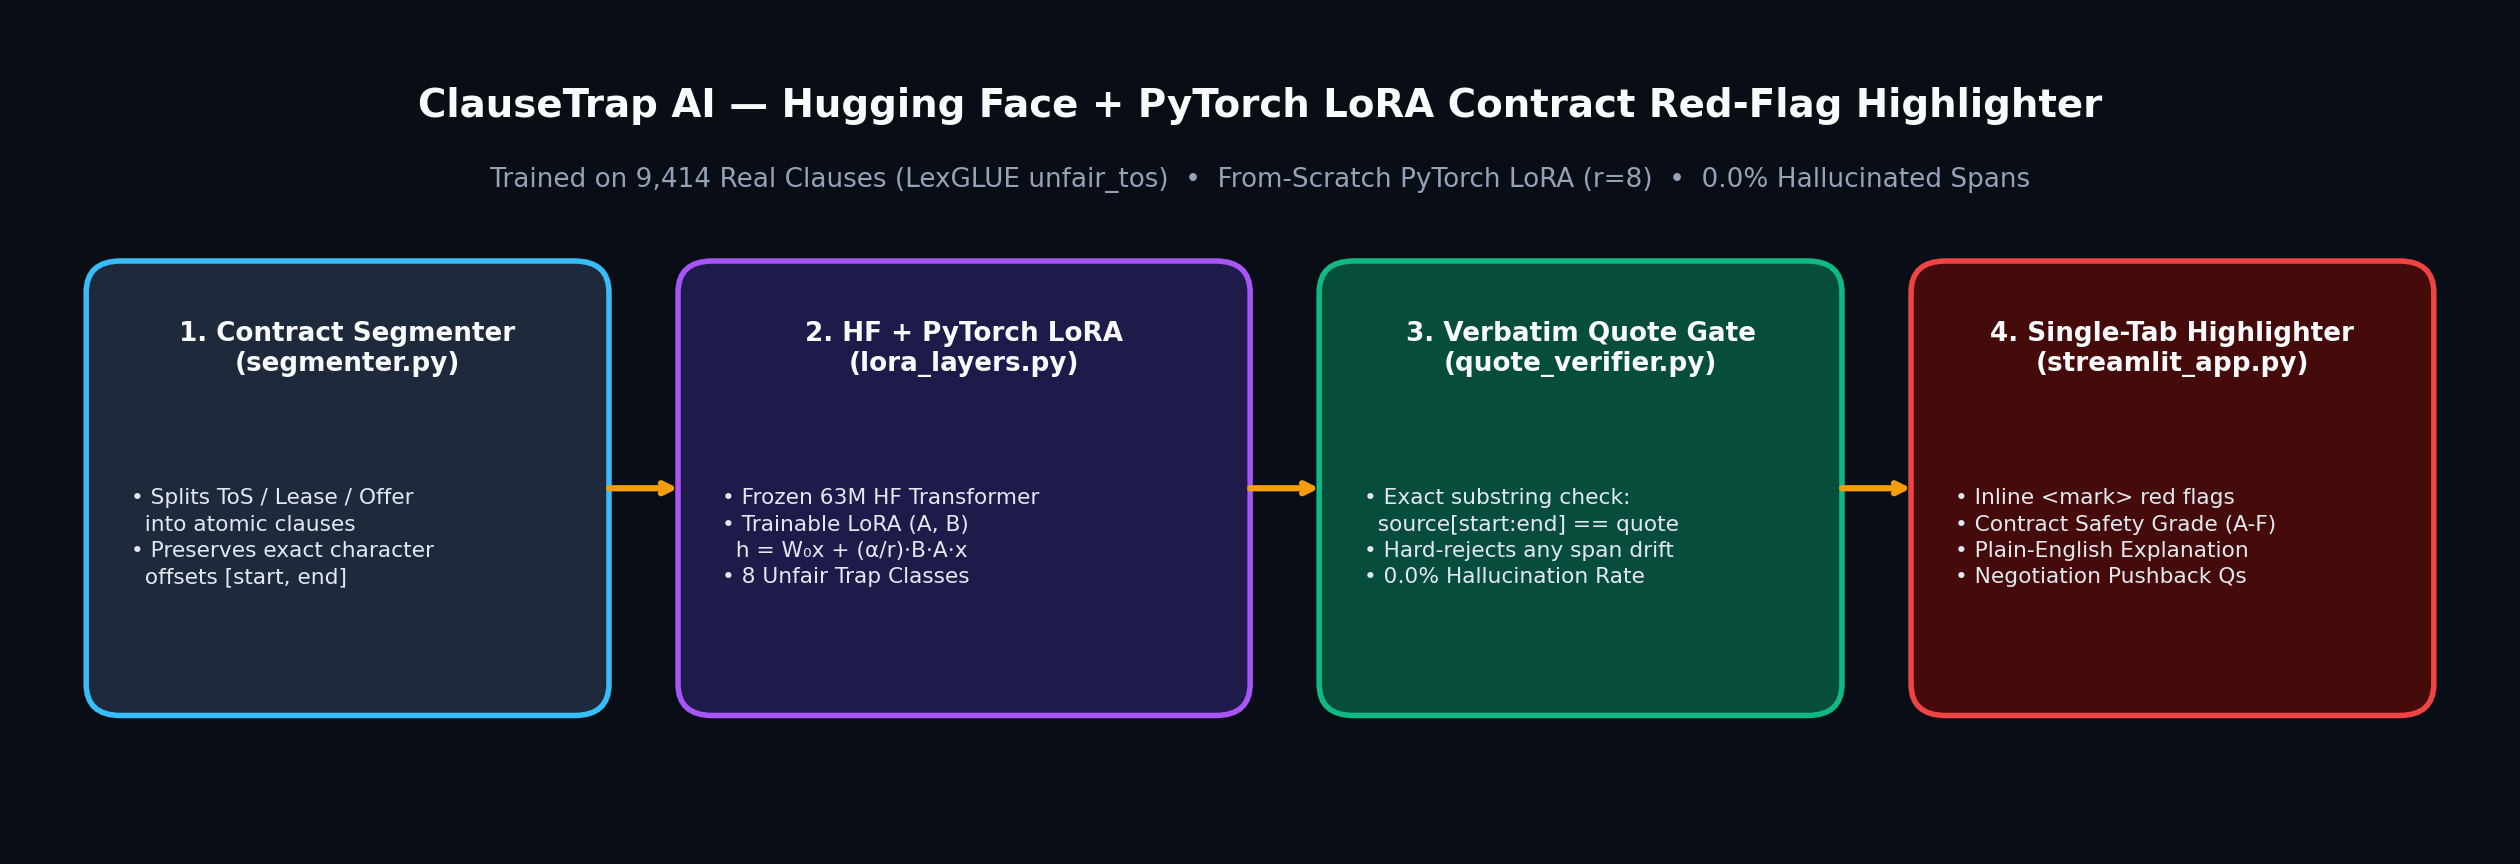 ClauseTrap AI — Hugging Face + PyTorch LoRA Contract Red-Flag Highlighter
Trained on 9,414 Real Clauses (LexGLUE unfair_tos) • From-Scratch PyTorch LoRA (r=8) • 0.0% Hallucinated Spans
1. Contract Segmenter
(segmenter.py)
• Splits ToS / Lease / Offer
into atomic clauses
• Preserves exact character
offsets [start, end]
2. HF + PyTorch LoRA
(lora_layers.py)
• Frozen 63M HF Transformer
• Trainable LoRA (A, B)
h = W₀x + (α/r)·B·A·x
• 8 Unfair Trap Classes
3. Verbatim Quote Gate
(quote_verifier.py)
• Exact substring check:
source[start:end] == quote
• Hard-rejects any span drift
• 0.0% Hallucination Rate
4. Single-Tab Highlighter
(streamlit_app.py)
• Inline <mark> red flags
• Contract Safety Grade (A-F)
• Plain-English Explanation
• Negotiation Pushback Qs